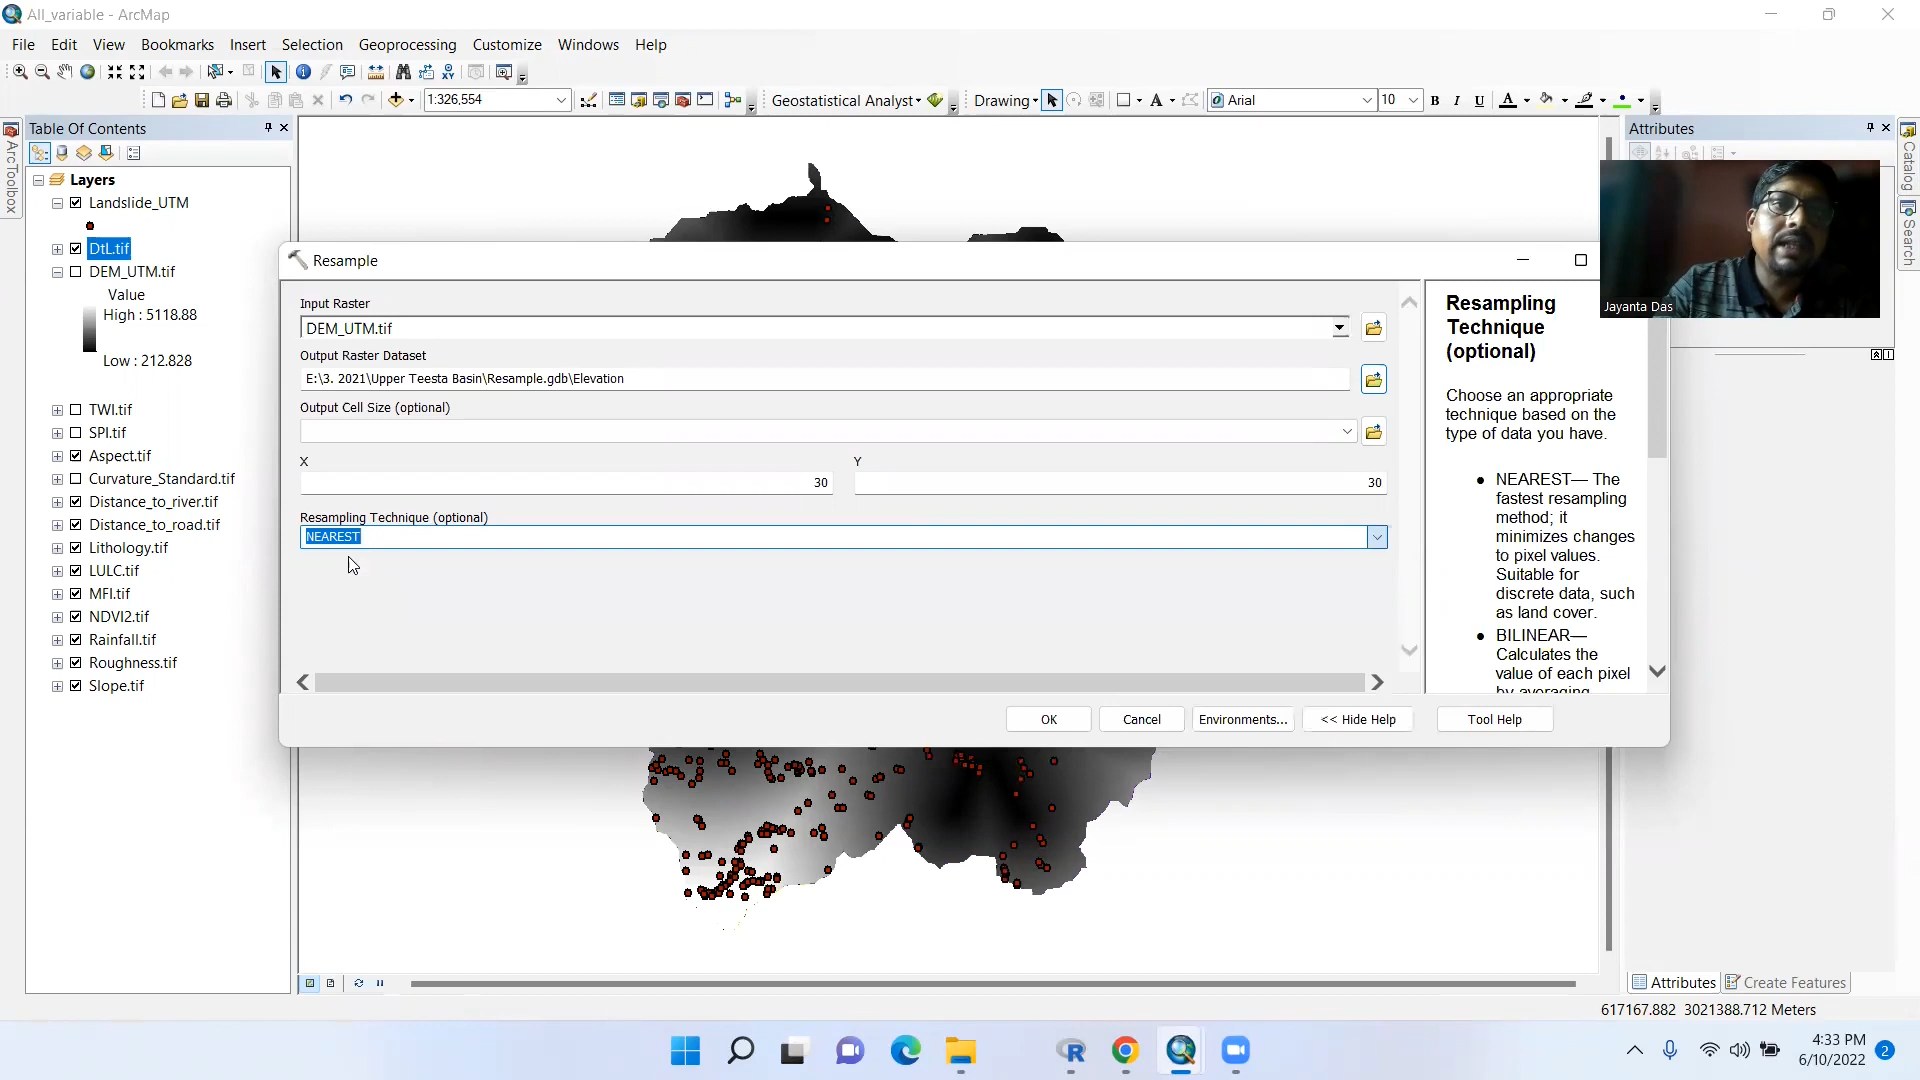 All_variable - ArcMap
File Edit View Bookmarks Insert Selection Geoprocessing Customize Windows Help
1:326,554
Geostatistical Analyst
Drawing
Arial
10
B I U A
Table Of Contents
Attributes
ArcToolbox
Catalog
Search
Layers
Landslide_UTM
DtL.tif
DEM_UTM.tif
Value
High : 5118.88
Low : 212.828
TWI.tif
SPI.tif
Aspect.tif
Curvature_Standard.tif
Distance_to_river.tif
Distance_to_road.tif
Lithology.tif
LULC.tif
MFI.tif
NDVI2.tif
Rainfall.tif
Roughness.tif
Slope.tif
Resample
Input Raster
DEM_UTM.tif
Output Raster Dataset
E:\3. 2021\Upper Teesta Basin\Resample.gdb\Elevation
Output Cell Size (optional)
X
Y
30
30
Resampling Technique (optional)
NEAREST
OK
Cancel
Environments...
<< Hide Help
Tool Help
Resampling
Technique
(optional)
Choose an appropriate
technique based on the
type of data you have.
NEAREST— The
fastest resampling
method; it
minimizes changes
to pixel values.
Suitable for
discrete data, such
as land cover.
BILINEAR—
Calculates the
value of each pixel
by averaging
Jayanta Das
Attributes
Create Features
617167.882 3021388.712 Meters
4:33 PM
6/10/2022
2